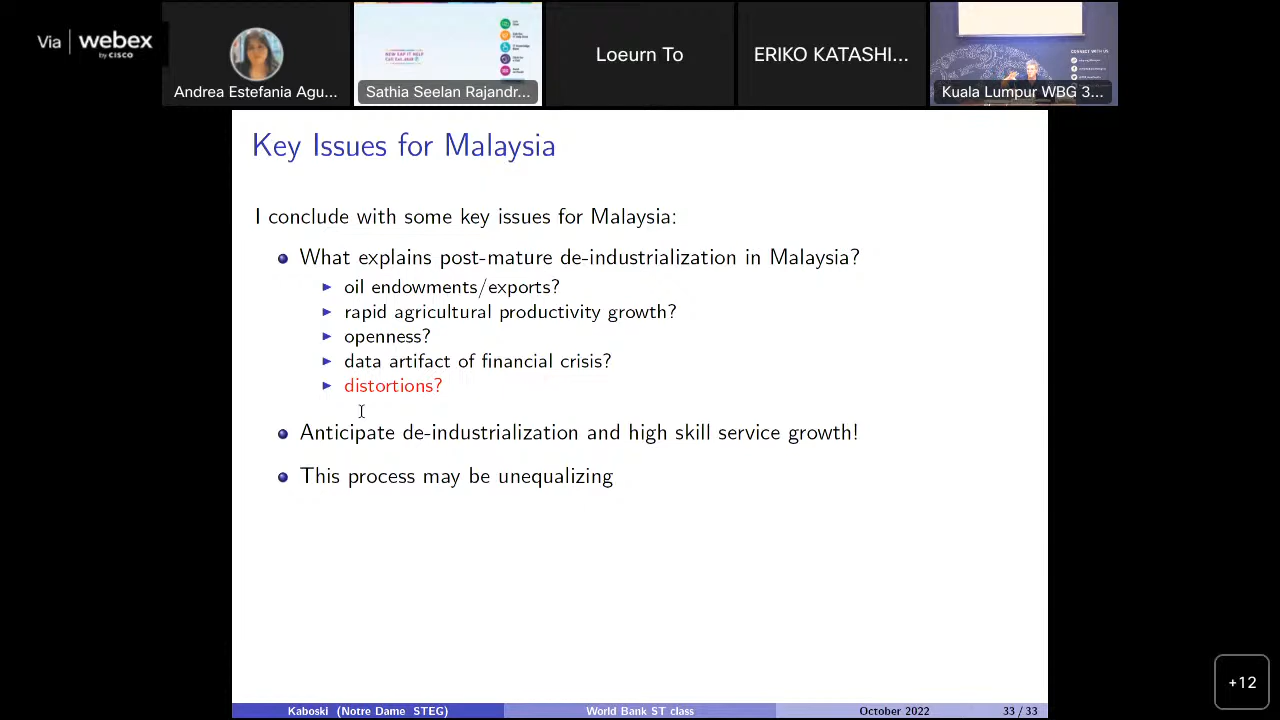 Via webex
by CISCO
Andrea Estefania Agu...
Sathia Seelan Rajandr...
Loeurn To
ERIKO KATASHI...
Kuala Lumpur WBG 3...
CONNECT WITH US:
Key Issues for Malaysia
I conclude with some key issues for Malaysia:
What explains post-mature de-industrialization in Malaysia?
oil endowments/exports?
rapid agricultural productivity growth?
openness?
data artifact of financial crisis?
distortions?
Anticipate de-industrialization and high skill service growth!
This process may be unequalizing
Kaboski (Notre Dame STEG)
World Bank ST class
October 2022
33 / 33
+12